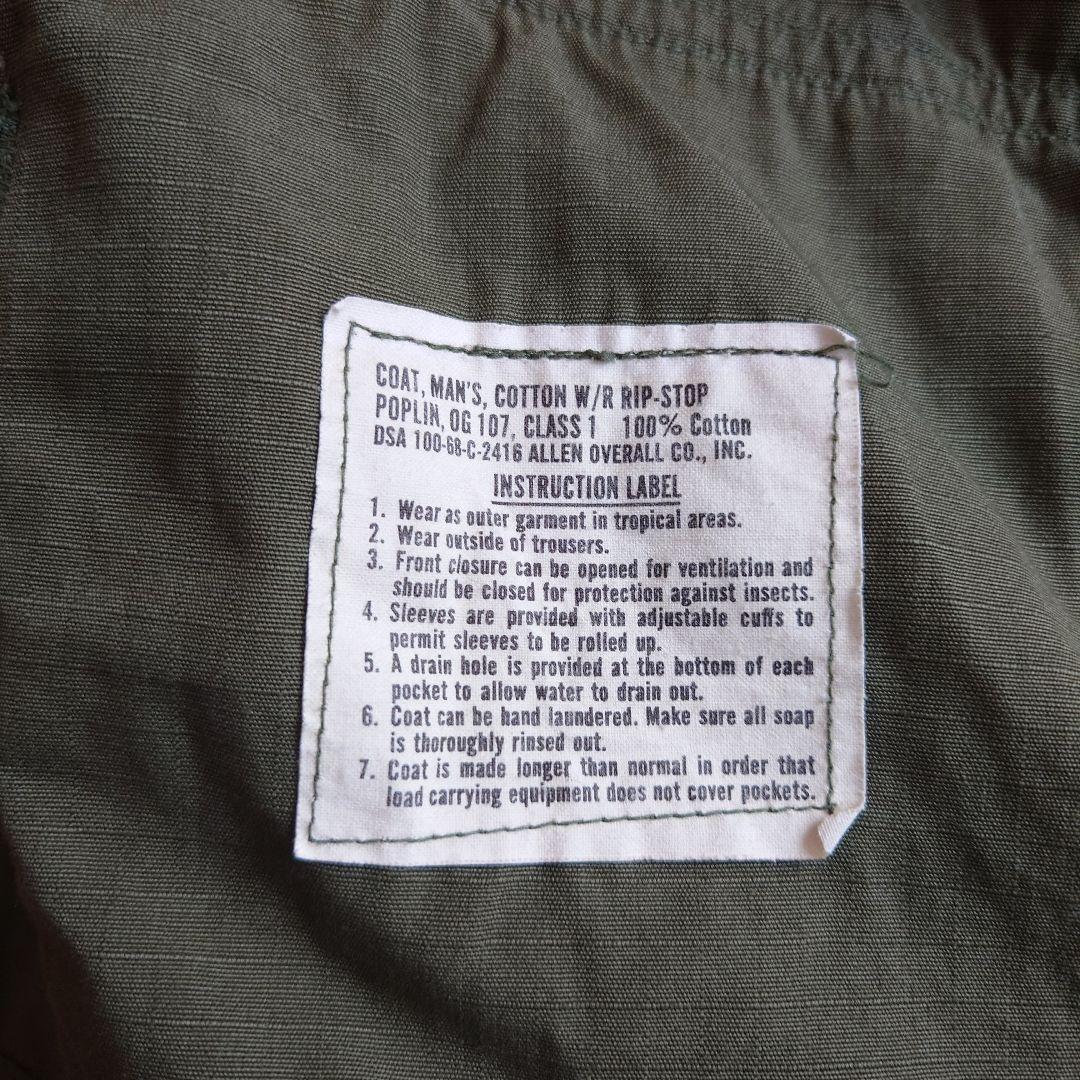 COAT, MAN'S, COTTON W/R RIP-STOP
POPLIN, OG 107, CLASS 1 100% Cotton
DSA 100-68-C-2416 ALLEN OVERALL CO., INC.
INSTRUCTION LABEL
1. Wear as outer garment in tropical areas.
2. Wear outside of trousers.
3. Front closure can be opened for ventilation and
should be closed for protection against insects.
4. Sleeves are provided with adjustable cuffs to
permit sleeves to be rolled up.
5. A drain hole is provided at the bottom of each
pocket to allow water to drain out.
6. Coat can be hand laundered. Make sure all soap
is thoroughly rinsed out.
7. Coat is made longer than normal in order that
load carrying equipment does not cover pockets.